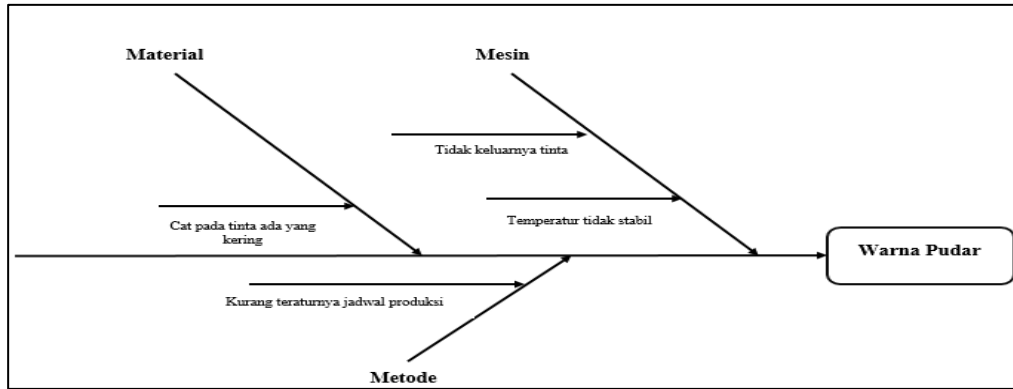 Material
Mesin
Tidak keluarnya tinta
Cat pada tinta ada yang
kering
Temperatur tidak stabil
Warna Pudar
Kurang teraturnya jadwal produksi
Metode